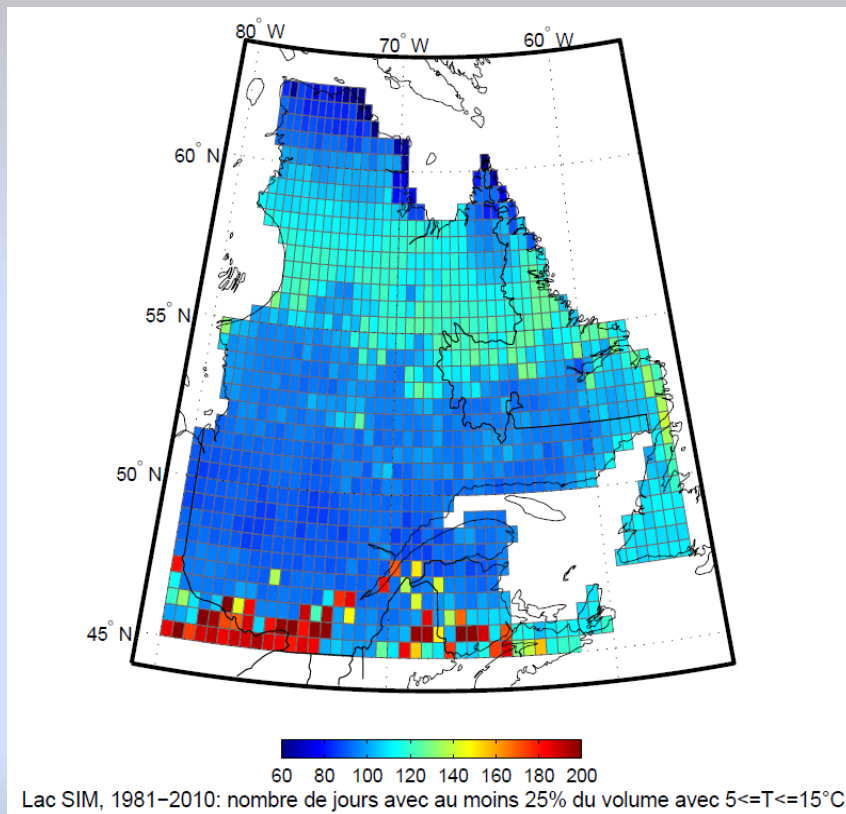 80° W 70° W 60° W
60° N
55° N
50° N
45° N
60 80 100 120 140 160 180 200
Lac SIM, 1981−2010: nombre de jours avec au moins 25% du volume avec 5<=T<=15°C